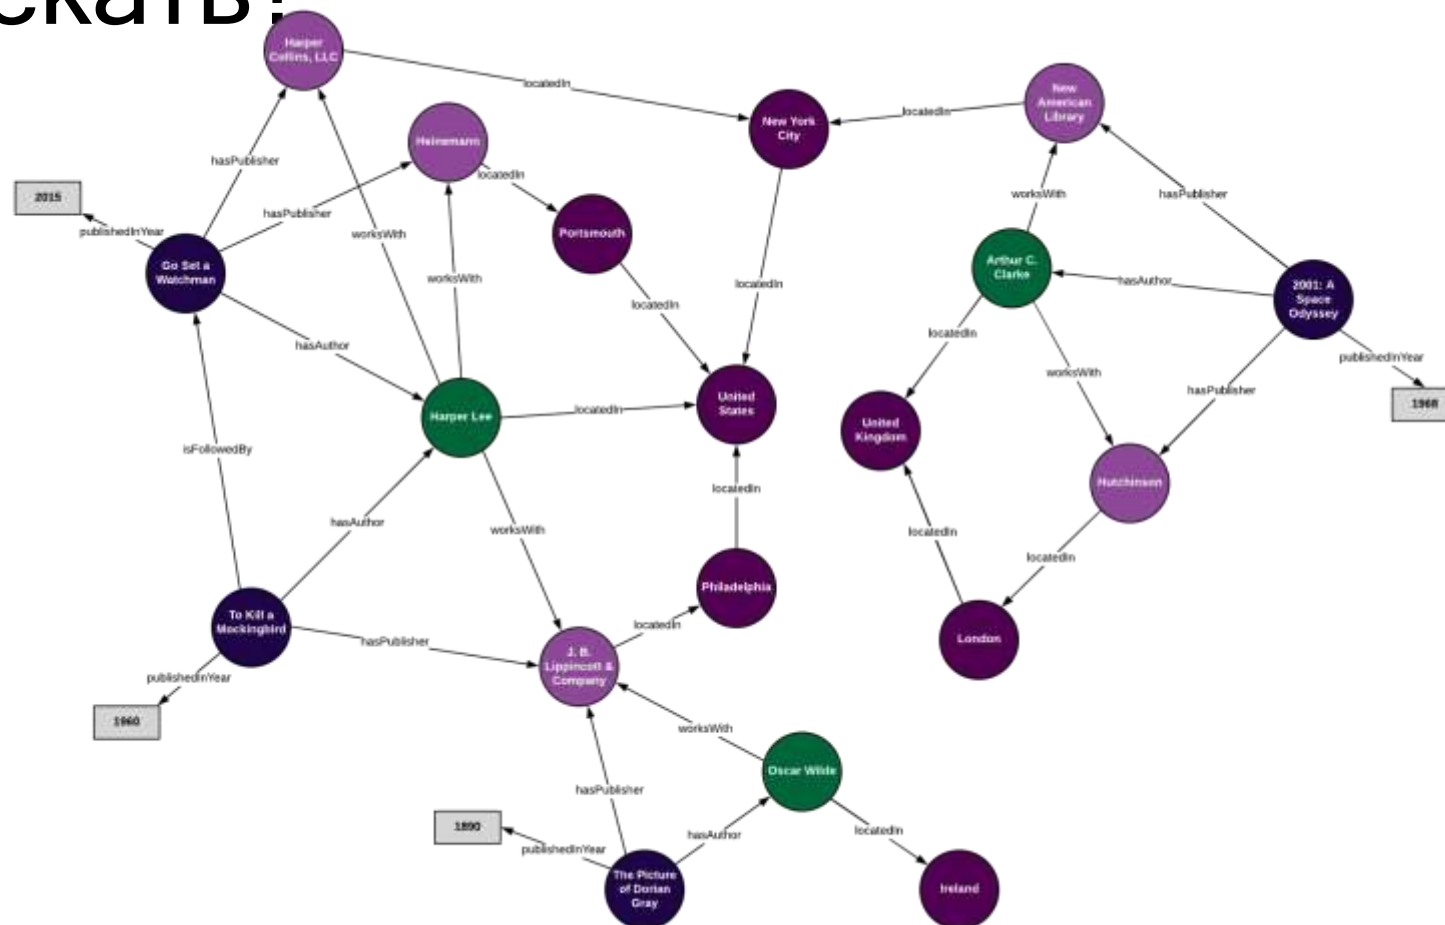 скать?
Harper
Collins, LLC
locatedIn
New York
City
locatedIn
New
American
Library
Heinemann
locatedIn
hasPublisher
2015
publishedInYear
hasPublisher
worksWith
Portsmouth
worksWith
hasPublisher
Go Set a
Watchman
worksWith
locatedIn
locatedIn
Arthur C.
Clarke
hasAuthor
2001: A
Space
Odyssey
hasAuthor
locatedIn
worksWith
publishedInYear
hasPublisher
1968
Harper Lee
locatedIn
United
States
United
Kingdom
isFollowedBy
locatedIn
Hutchinson
hasAuthor
worksWith
locatedIn
locatedIn
Philadelphia
To Kill a
Mockingbird
hasPublisher
locatedIn
London
J. B.
Lippincott &
Company
publishedInYear
1960
worksWith
Oscar Wilde
hasPublisher
1890
publishedInYear
hasAuthor
locatedIn
The Picture
of Dorian
Gray
Ireland